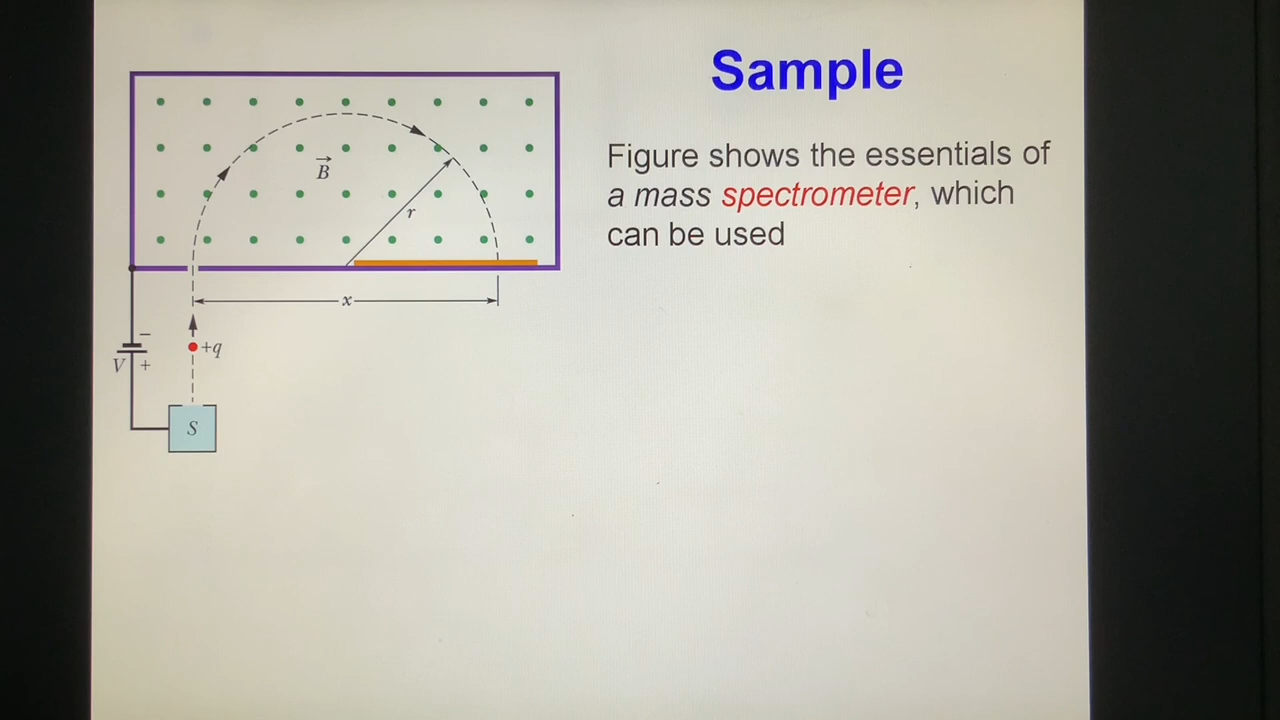 Sample
Figure shows the essentials of
a mass spectrometer, which
can be used
B
r
x
+q
−
V +
S